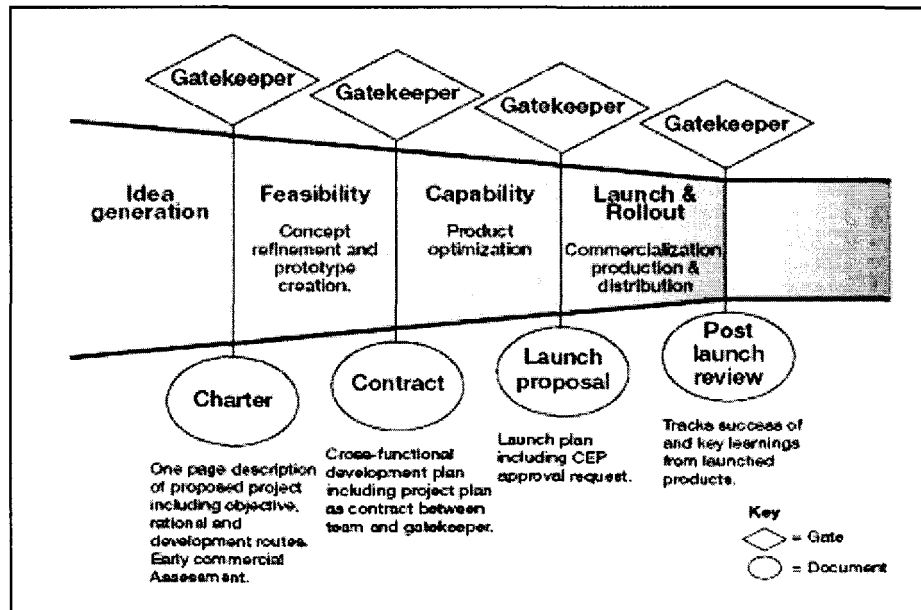 Gatekeeper
Gatekeeper
Gatekeeper
Gatekeeper
Idea
generation
Feasibility
Concept
refinement and
prototype
creation.
Capability
Product
optimization
Launch &
Rollout
Commercialization,
production &
distribution
Charter
One page description
of proposed project
including objective,
rational and
development routes.
Early commercial
Assessment.
Contract
Cross-functional
development plan
including project plan
as contract between
team and gatekeeper.
Launch
proposal
Launch plan
including CEP
approval request.
Post
launch
review
Tracks success of
and key learnings
from launched
products.
Key
= Gate
= Document